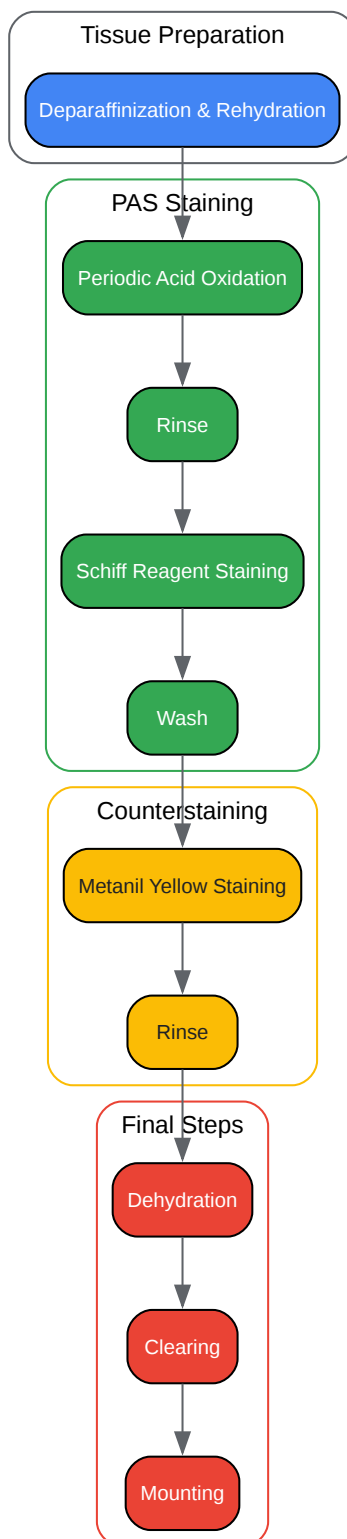 Tissue Preparation
Deparaffinization & Rehydration
PAS Staining
Periodic Acid Oxidation
Rinse
Schiff Reagent Staining
Wash
Counterstaining
Metanil Yellow Staining
Rinse
Final Steps
Dehydration
Clearing
Mounting